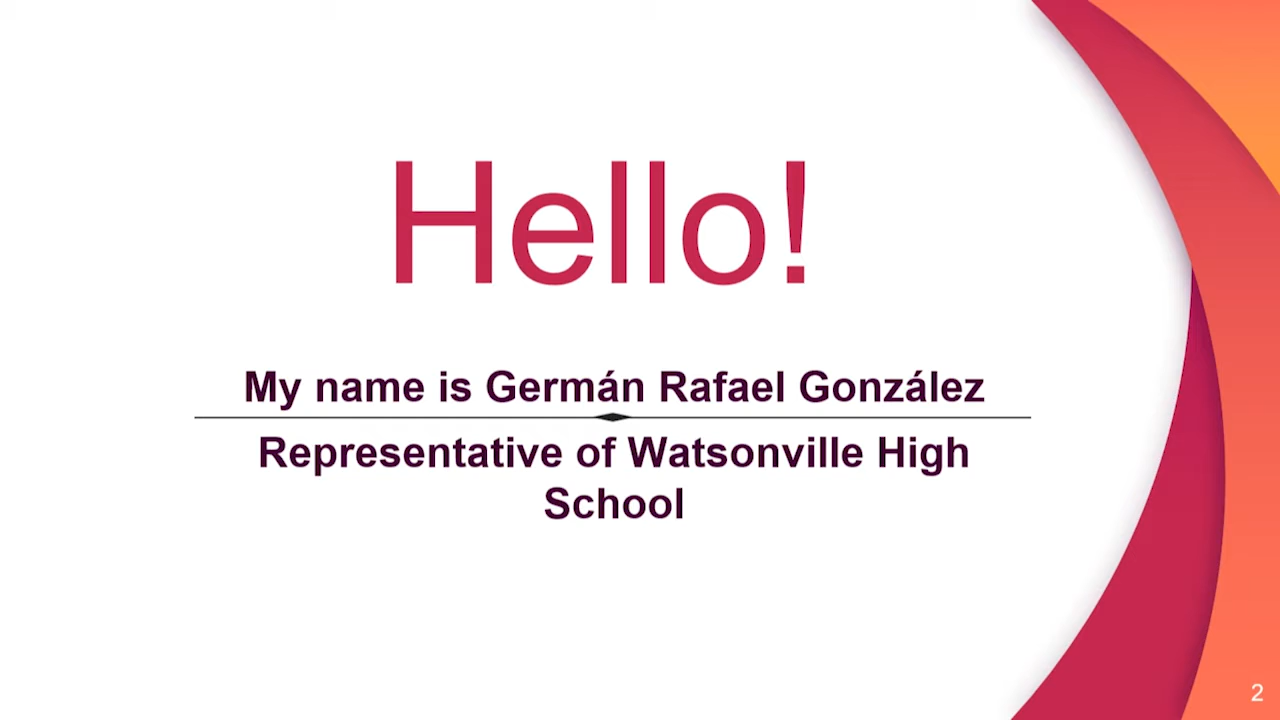 Hello!
My name is Germán Rafael González
Representative of Watsonville High
School
2